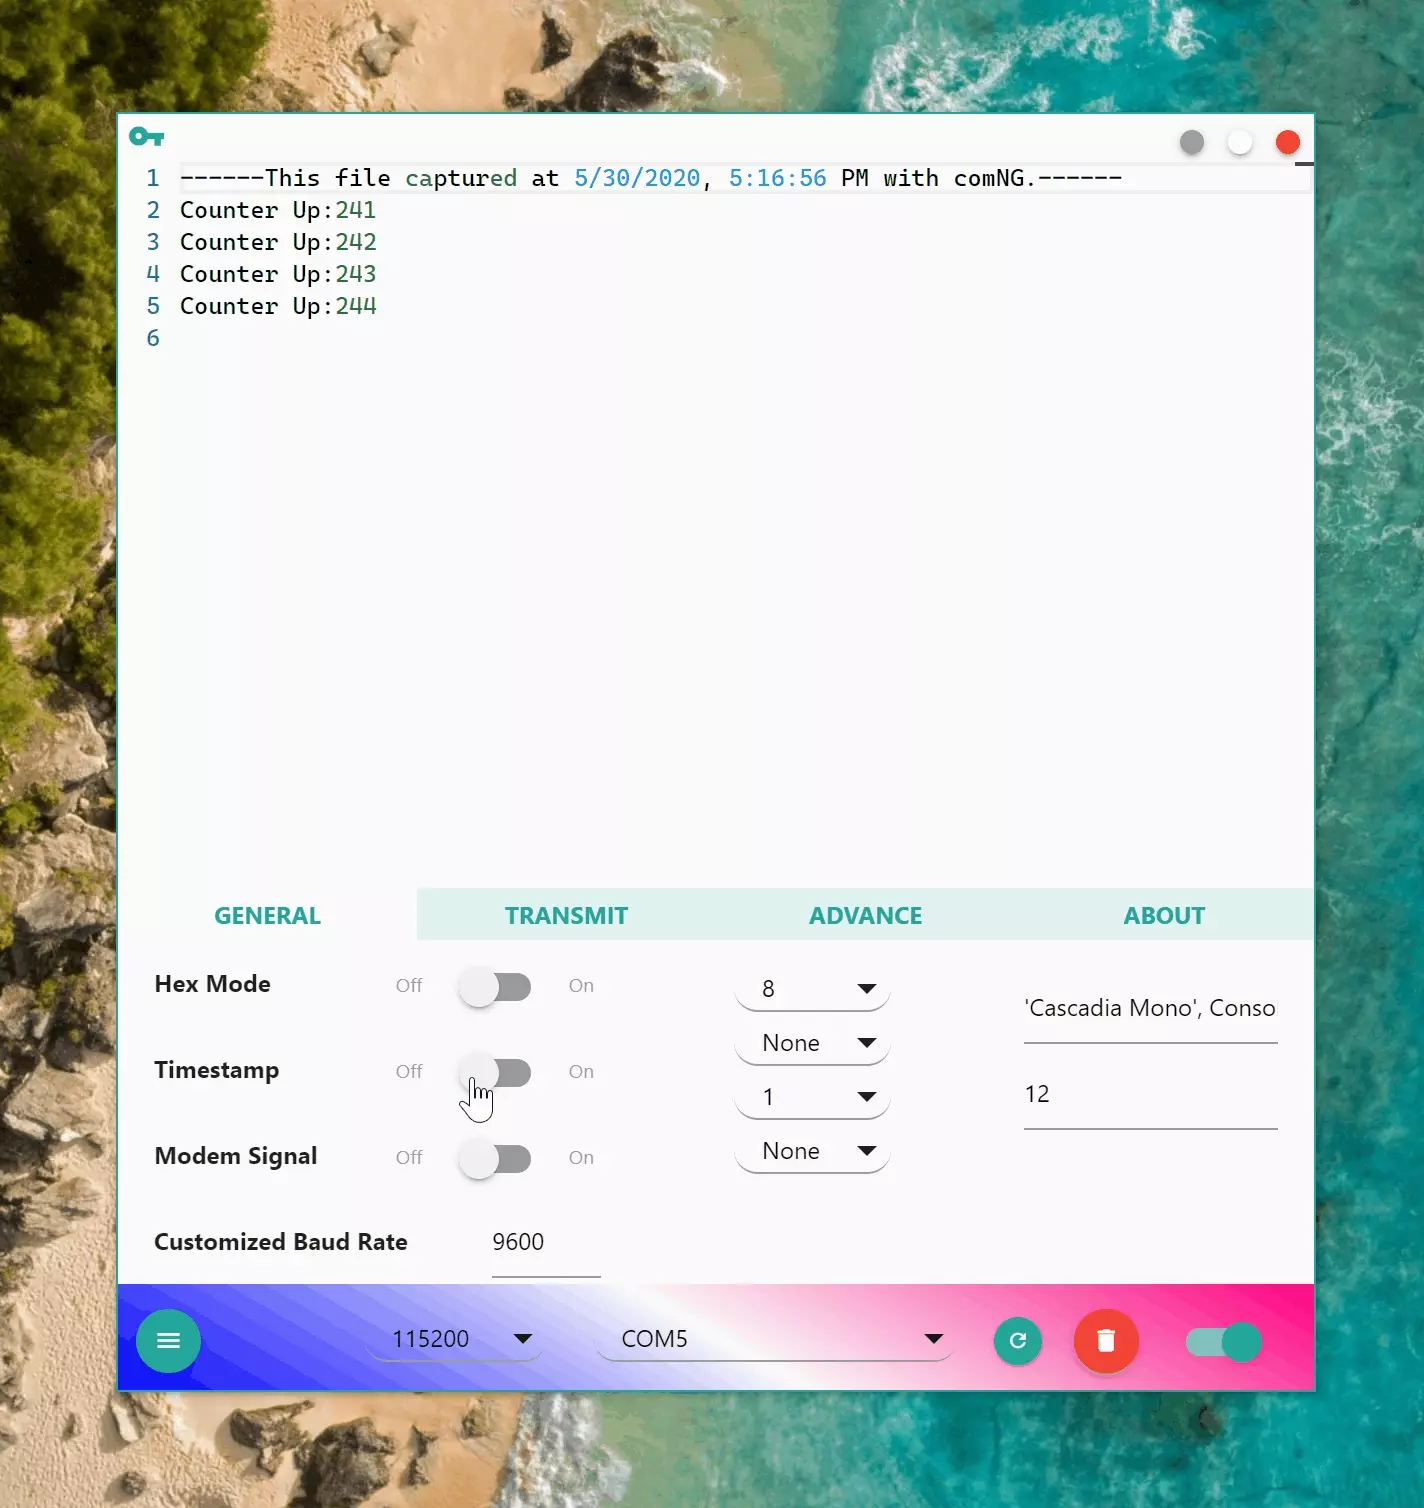 1 ------This file captured at 5/30/2020, 5:16:56 PM with comNG.------
2 Counter Up:241
3 Counter Up:242
4 Counter Up:243
5 Counter Up:244
6
GENERAL TRANSMIT ADVANCE ABOUT
Hex Mode Off On
Timestamp Off On
Modem Signal Off On
Customized Baud Rate 9600
8
None
1
None
'Cascadia Mono', Conso
12
115200 COM5